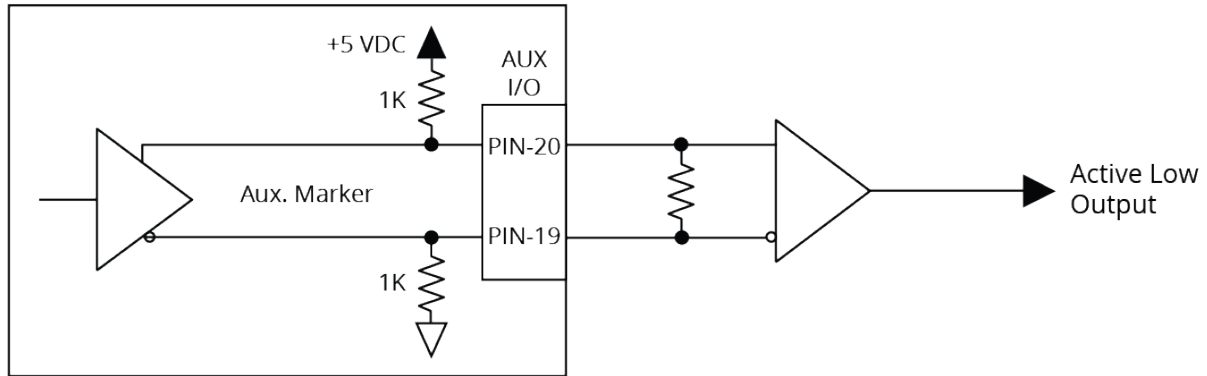 +5 VDC
AUX
I/O
1K
PIN-20
Aux. Marker
PIN-19
1K
Active Low
Output